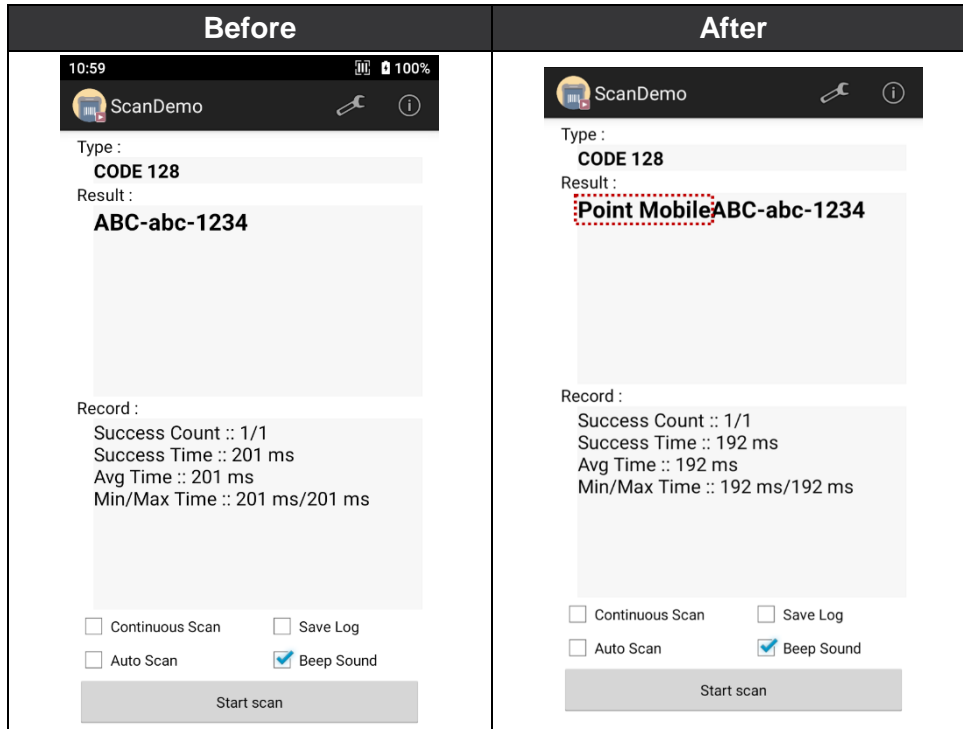 Before
After
10:59
100%
ScanDemo
Type :
CODE 128
Result :
ABC-abc-1234
Record :
Success Count :: 1/1
Success Time :: 201 ms
Avg Time :: 201 ms
Min/Max Time :: 201 ms/201 ms
Continuous Scan
Save Log
Auto Scan
Beep Sound
Start scan
ScanDemo
Type :
CODE 128
Result :
Point MobileABC-abc-1234
Record :
Success Count :: 1/1
Success Time :: 192 ms
Avg Time :: 192 ms
Min/Max Time :: 192 ms/192 ms
Continuous Scan
Save Log
Auto Scan
Beep Sound
Start scan